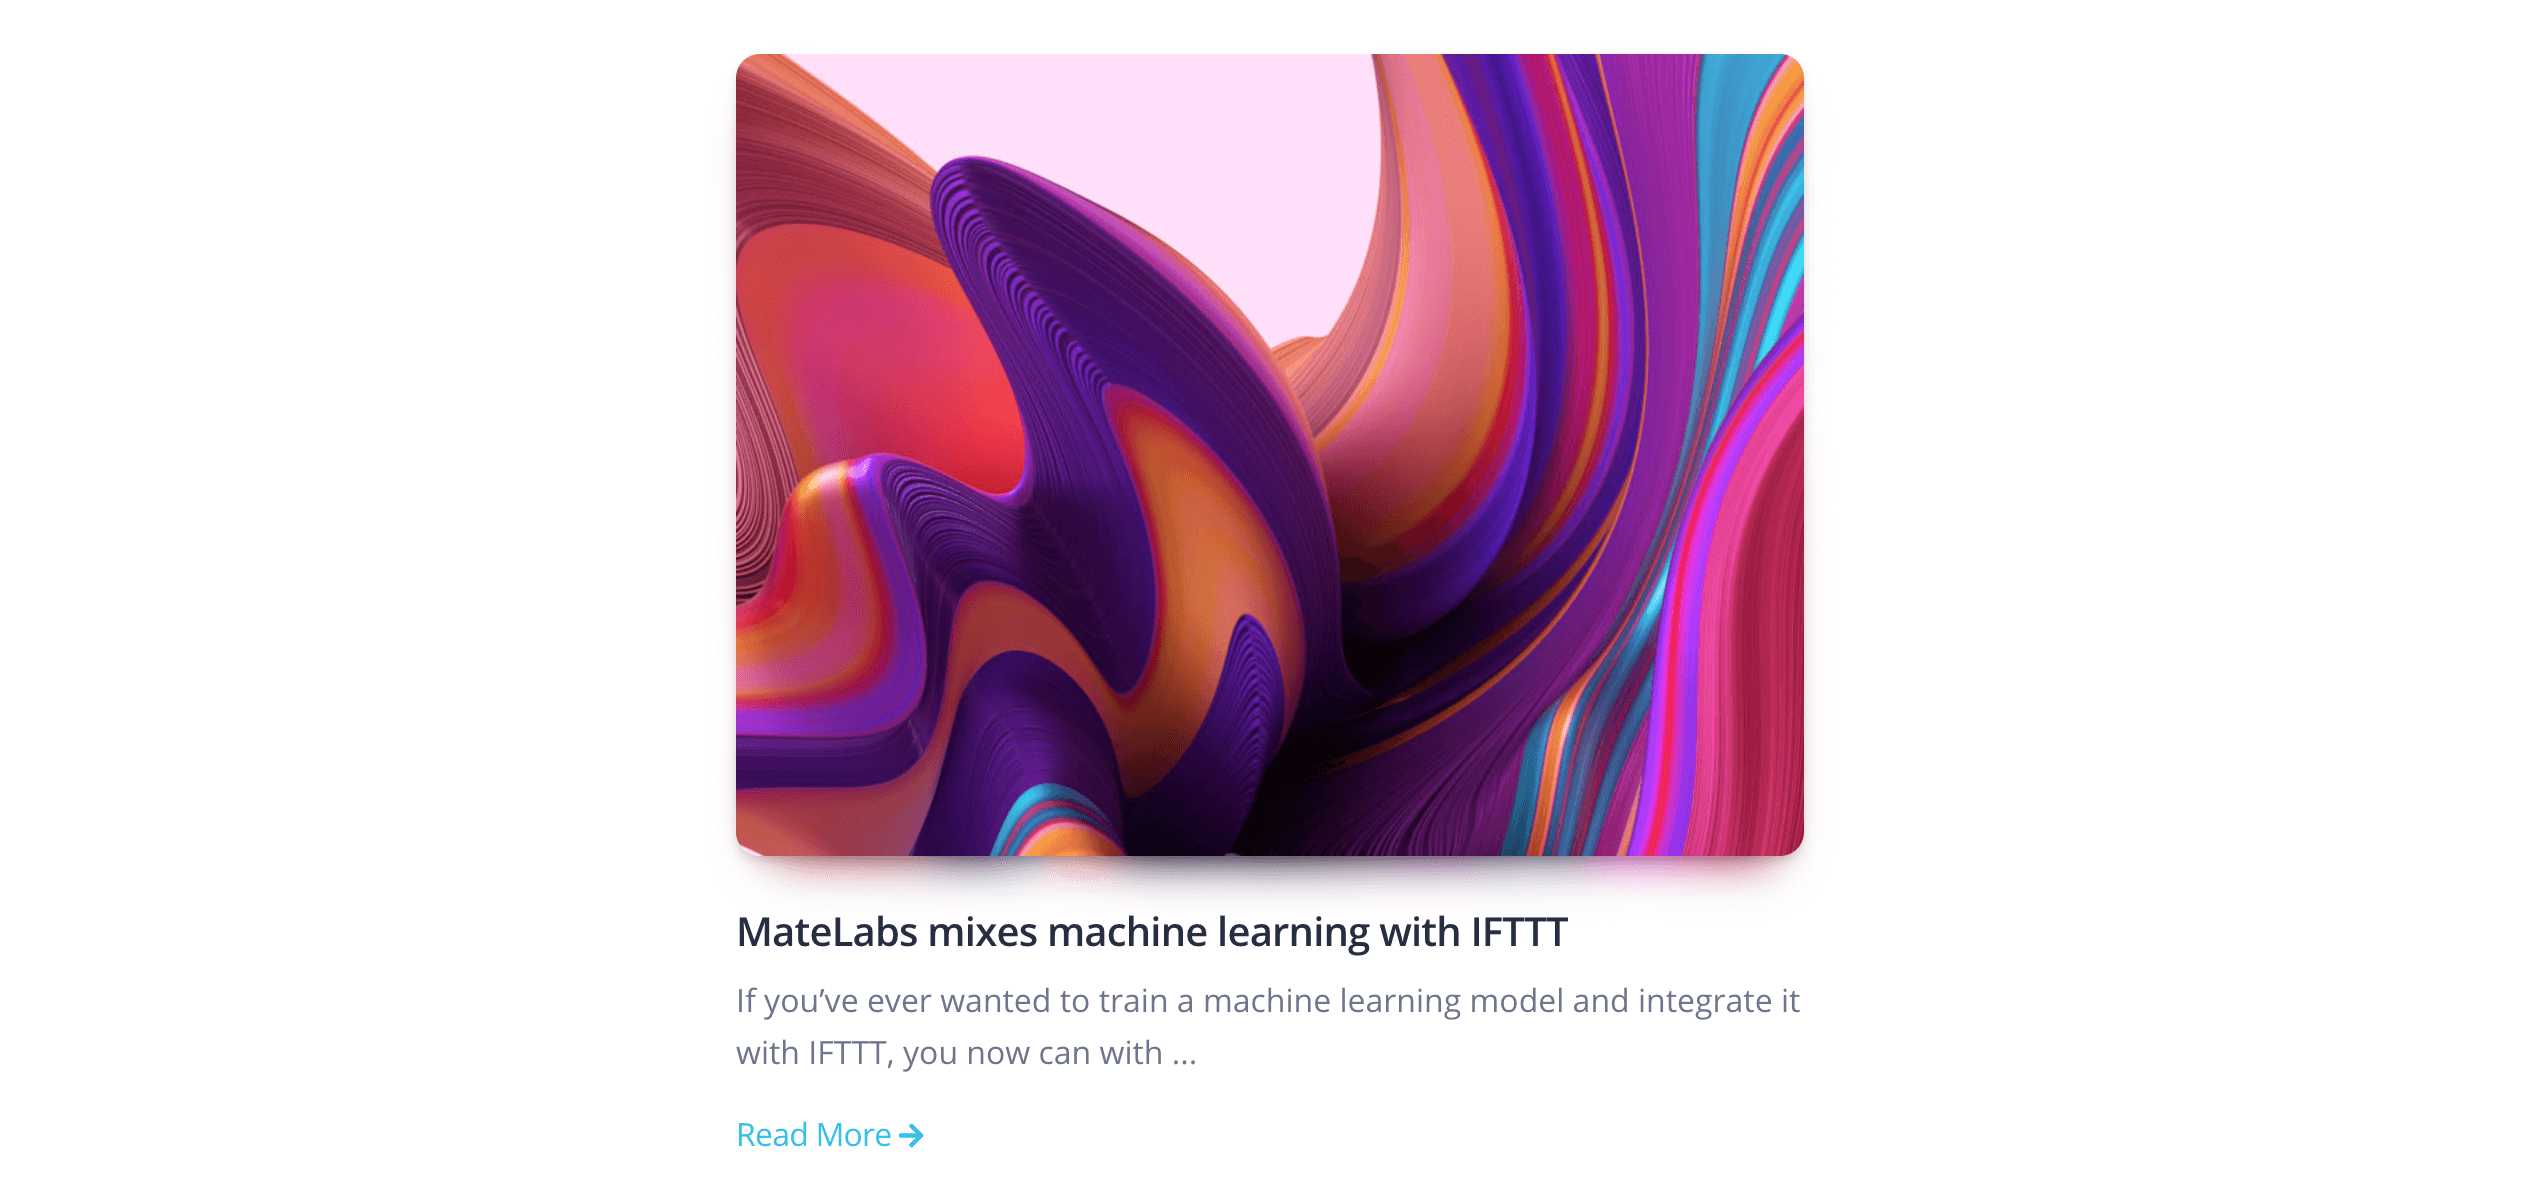 MateLabs mixes machine learning with IFTTT
If you’ve ever wanted to train a machine learning model and integrate it
with IFTTT, you now can with ...
Read More →